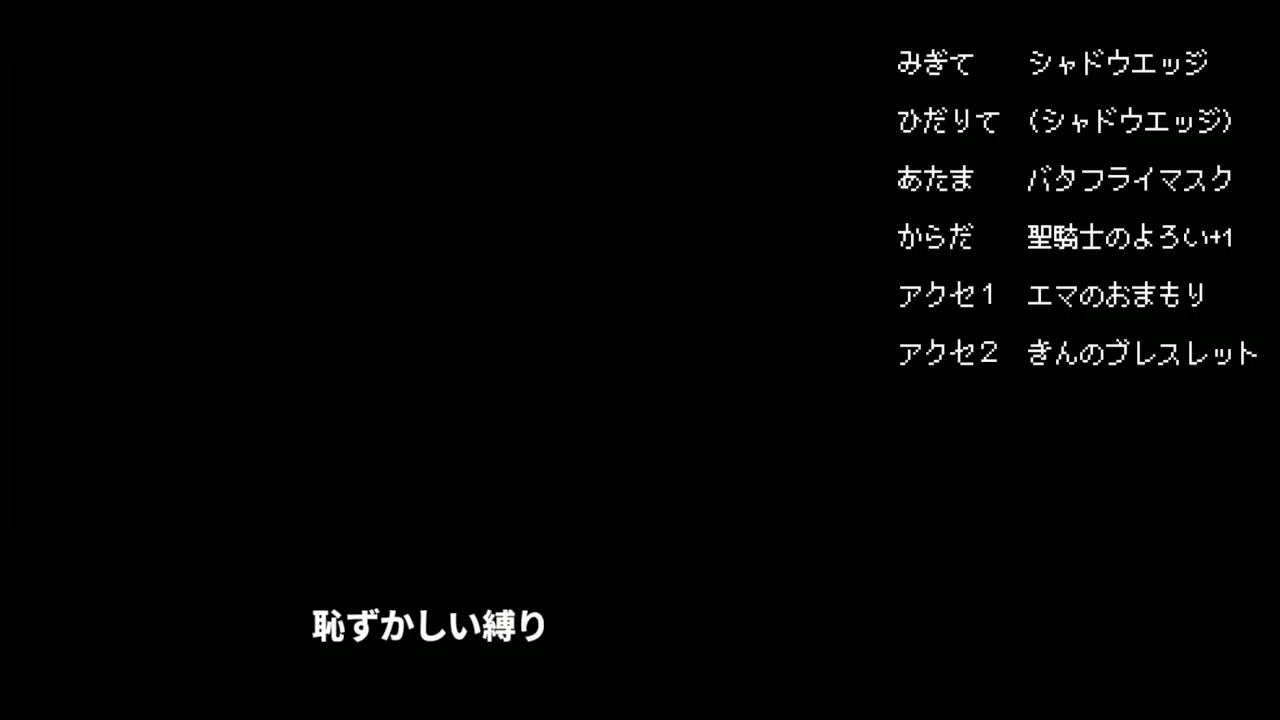 みぎて シャドウエッジ
ひだりて (シャドウエッジ)
あたま バタフライマスク
からだ 聖騎士のよろい+1
アクセ1 エマのおまもり
アクセ2 きんのブレスレット
恥ずかしい縛り